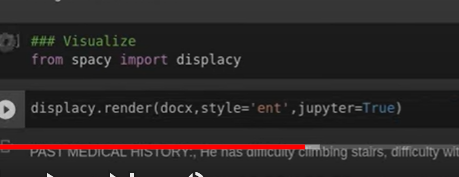 ### Visualize
from spacy import displacy
displacy.render(docx,style='ent',jupyter=True)
PAST MEDICAL HISTORY:, He has difficulty climbing stairs, difficulty wit